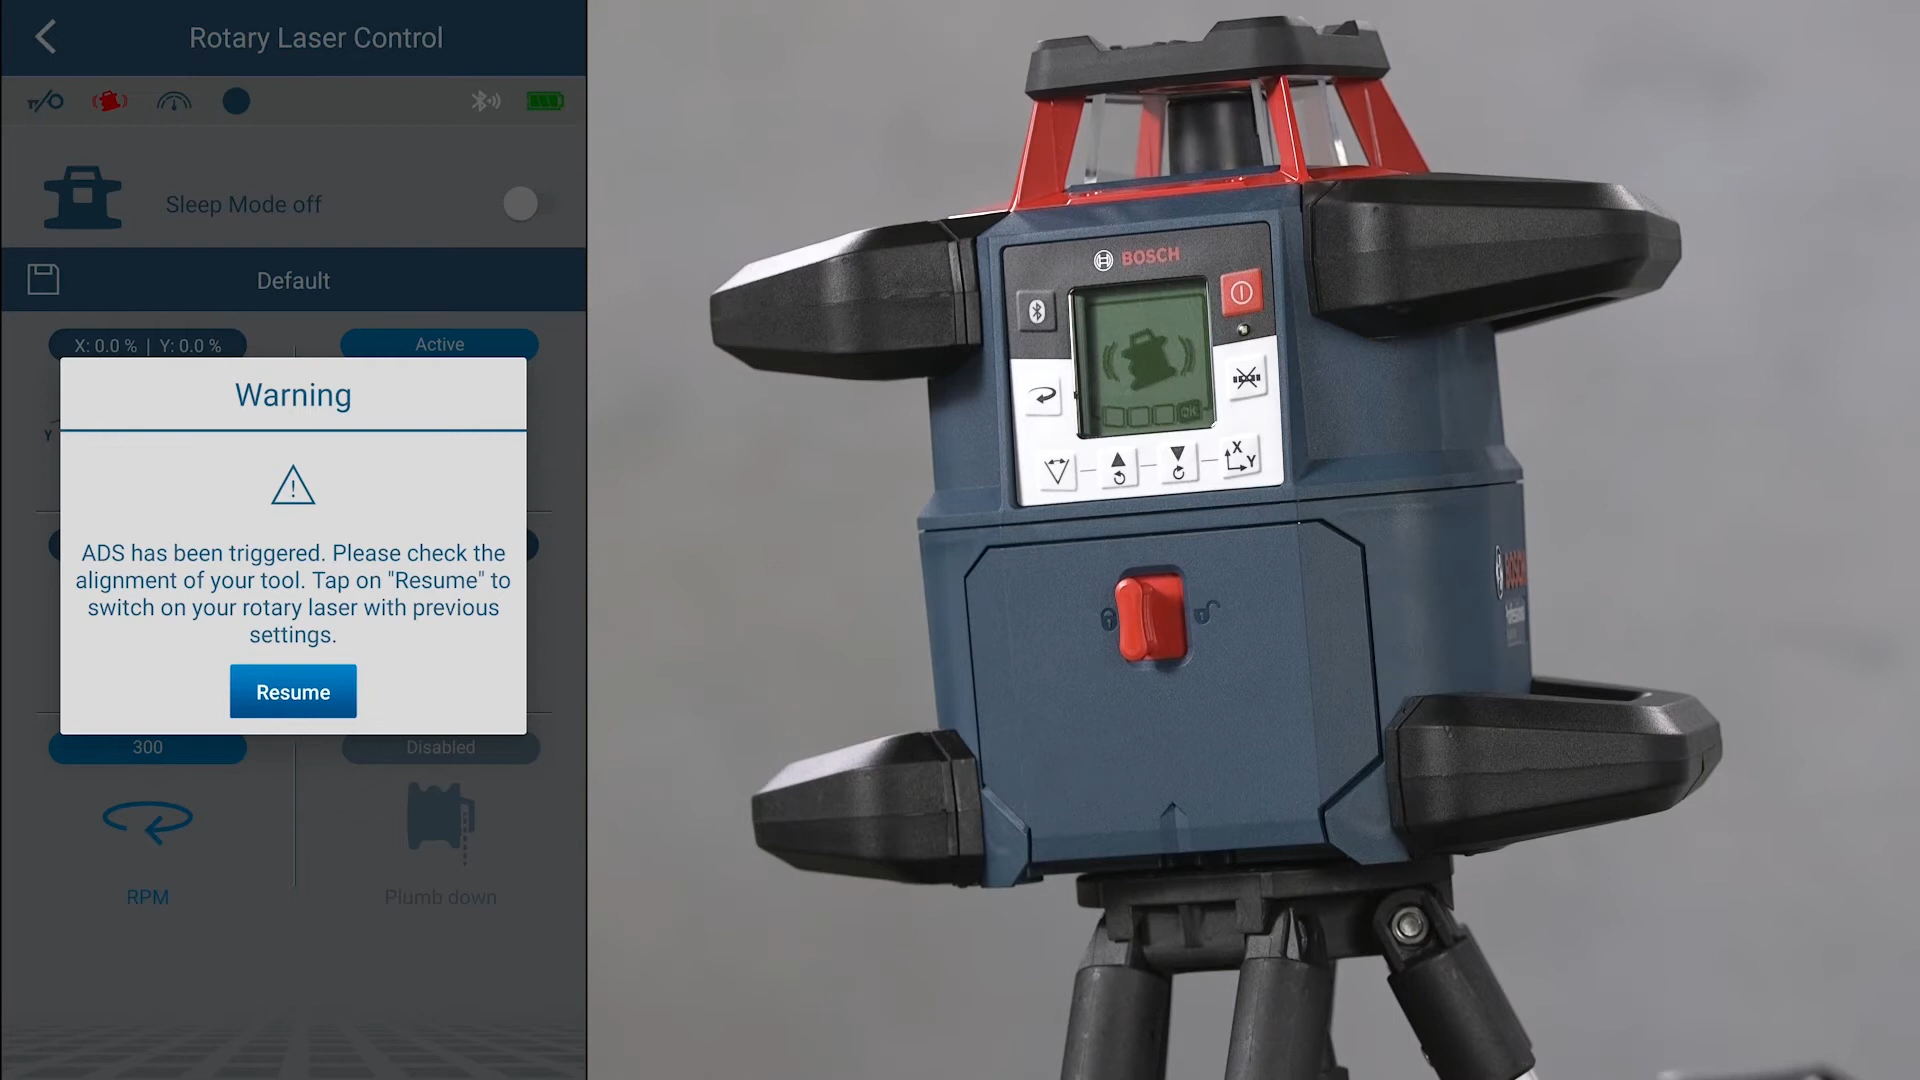 Rotary Laser Control
Sleep Mode off
Default
X: 0.0 % | Y: 0.0 %
Active
Y
Warning
ADS has been triggered. Please check the
alignment of your tool. Tap on "Resume" to
switch on your rotary laser with previous
settings.
Resume
300
Disabled
RPM
Plumb down
BOSCH
OK
X
Y
BOSCH